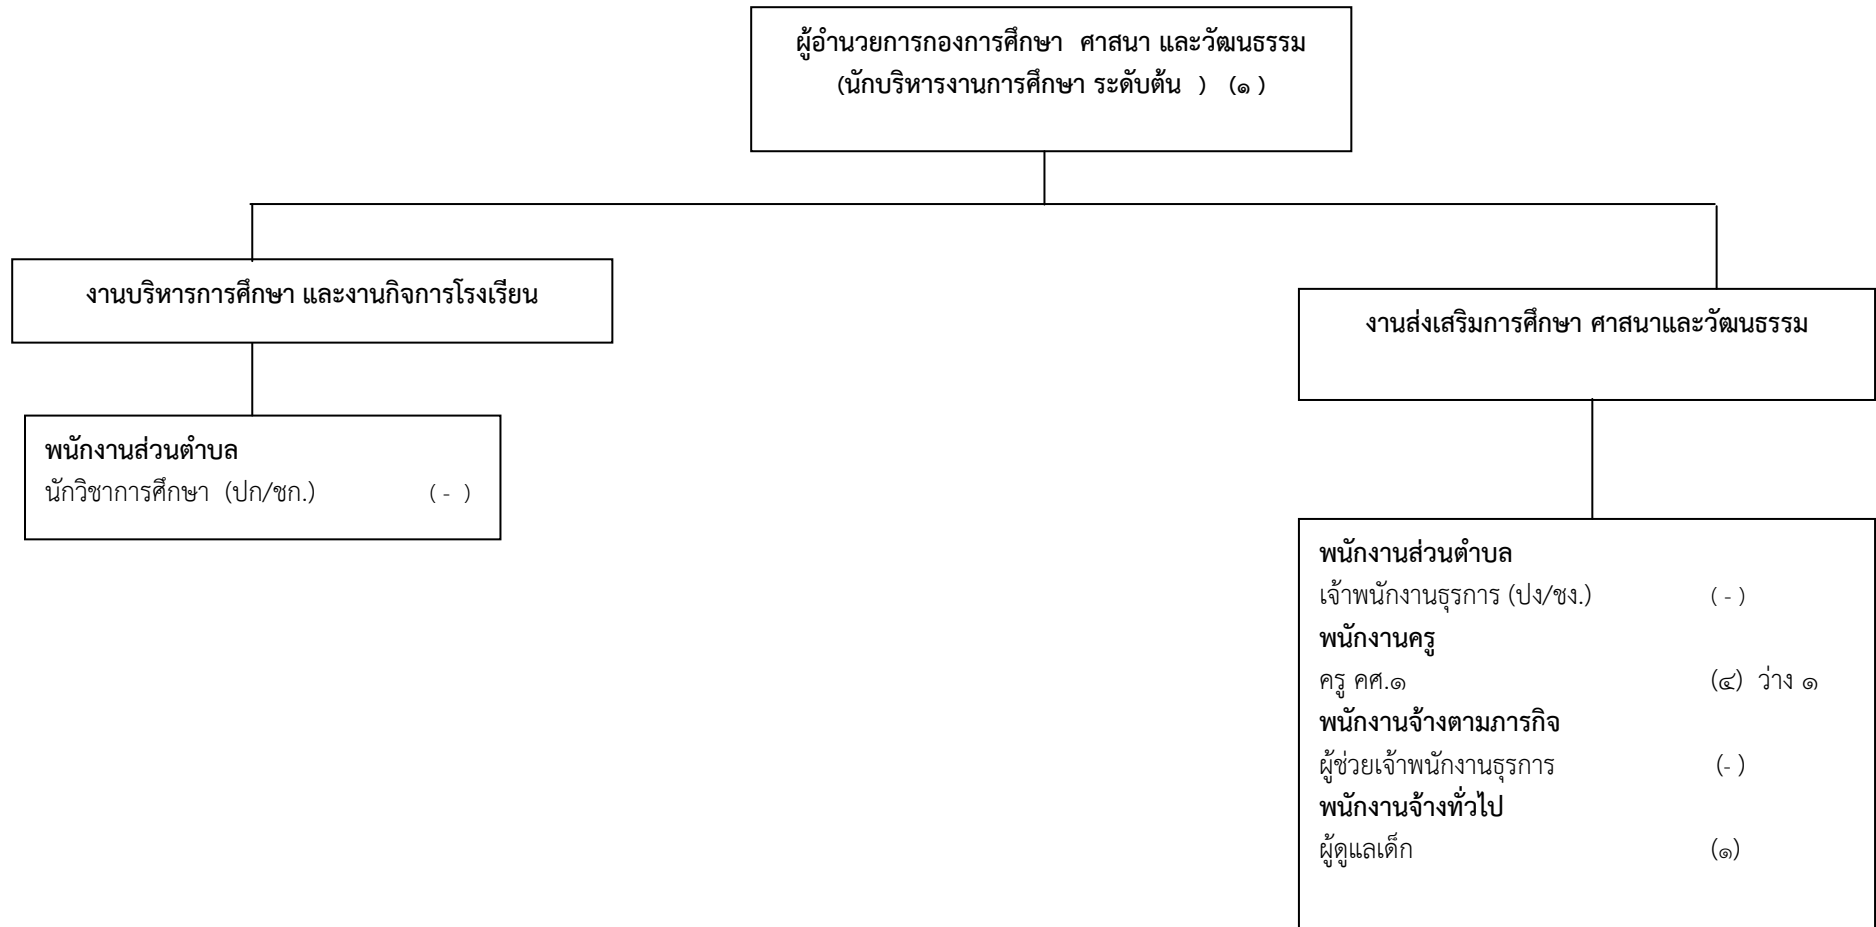 ผู้อำนวยการกองการศึกษา ศาสนา และวัฒนธรรม
(นักบริหารงานการศึกษา ระดับต้น ) (๑ )
งานบริหารการศึกษา และงานกิจการโรงเรียน
พนักงานส่วนตำบล
นักวิชาการศึกษา (ปก/ชก.) ( - )
งานส่งเสริมการศึกษา ศาสนาและวัฒนธรรม
พนักงานส่วนตำบล
เจ้าพนักงานธุรการ (ปง/ชง.) ( - )
พนักงานครู
ครู คศ.๑ (๔) ว่าง ๑
พนักงานจ้างตามภารกิจ
ผู้ช่วยเจ้าพนักงานธุรการ (- )
พนักงานจ้างทั่วไป
ผู้ดูแลเด็ก (๑)